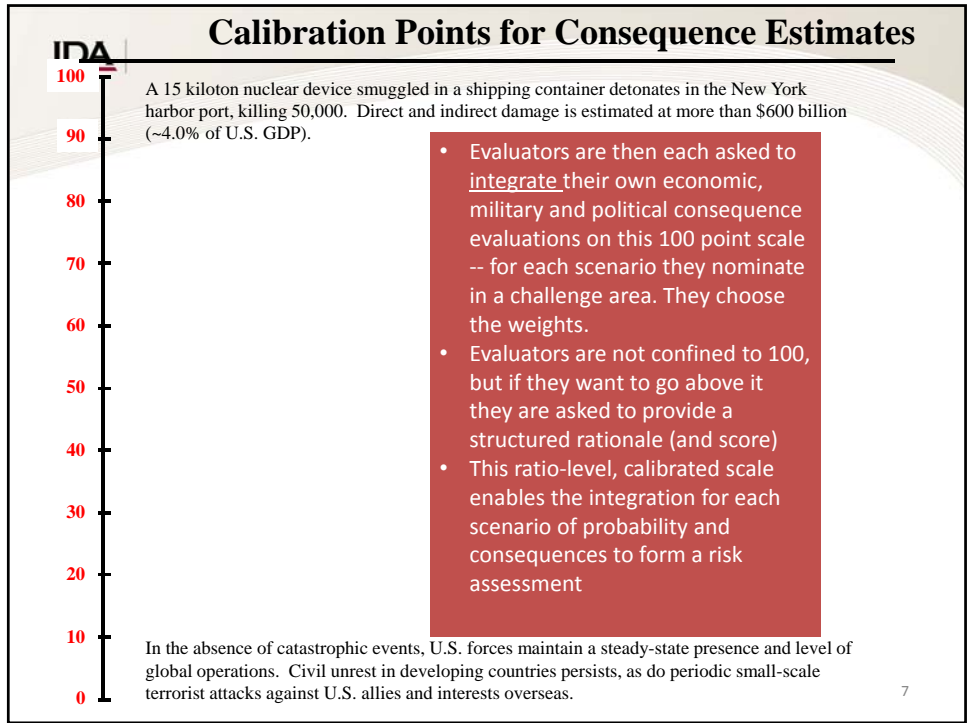 IDA
Calibration Points for Consequence Estimates
100
A 15 kiloton nuclear device smuggled in a shipping container detonates in the New York
harbor port, killing 50,000.  Direct and indirect damage is estimated at more than $600 billion
(~4.0% of U.S. GDP).
90
80
70
60
50
40
30
20
10
0
• Evaluators are then each asked to
integrate their own economic,
military and political consequence
evaluations on this 100 point scale
-- for each scenario they nominate
in a challenge area. They choose
the weights.
• Evaluators are not confined to 100,
but if they want to go above it
they are asked to provide a
structured rationale (and score)
• This ratio-level, calibrated scale
enables the integration for each
scenario of probability and
consequences to form a risk
assessment
In the absence of catastrophic events, U.S. forces maintain a steady-state presence and level of
global operations.  Civil unrest in developing countries persists, as do periodic small-scale
terrorist attacks against U.S. allies and interests overseas.
7